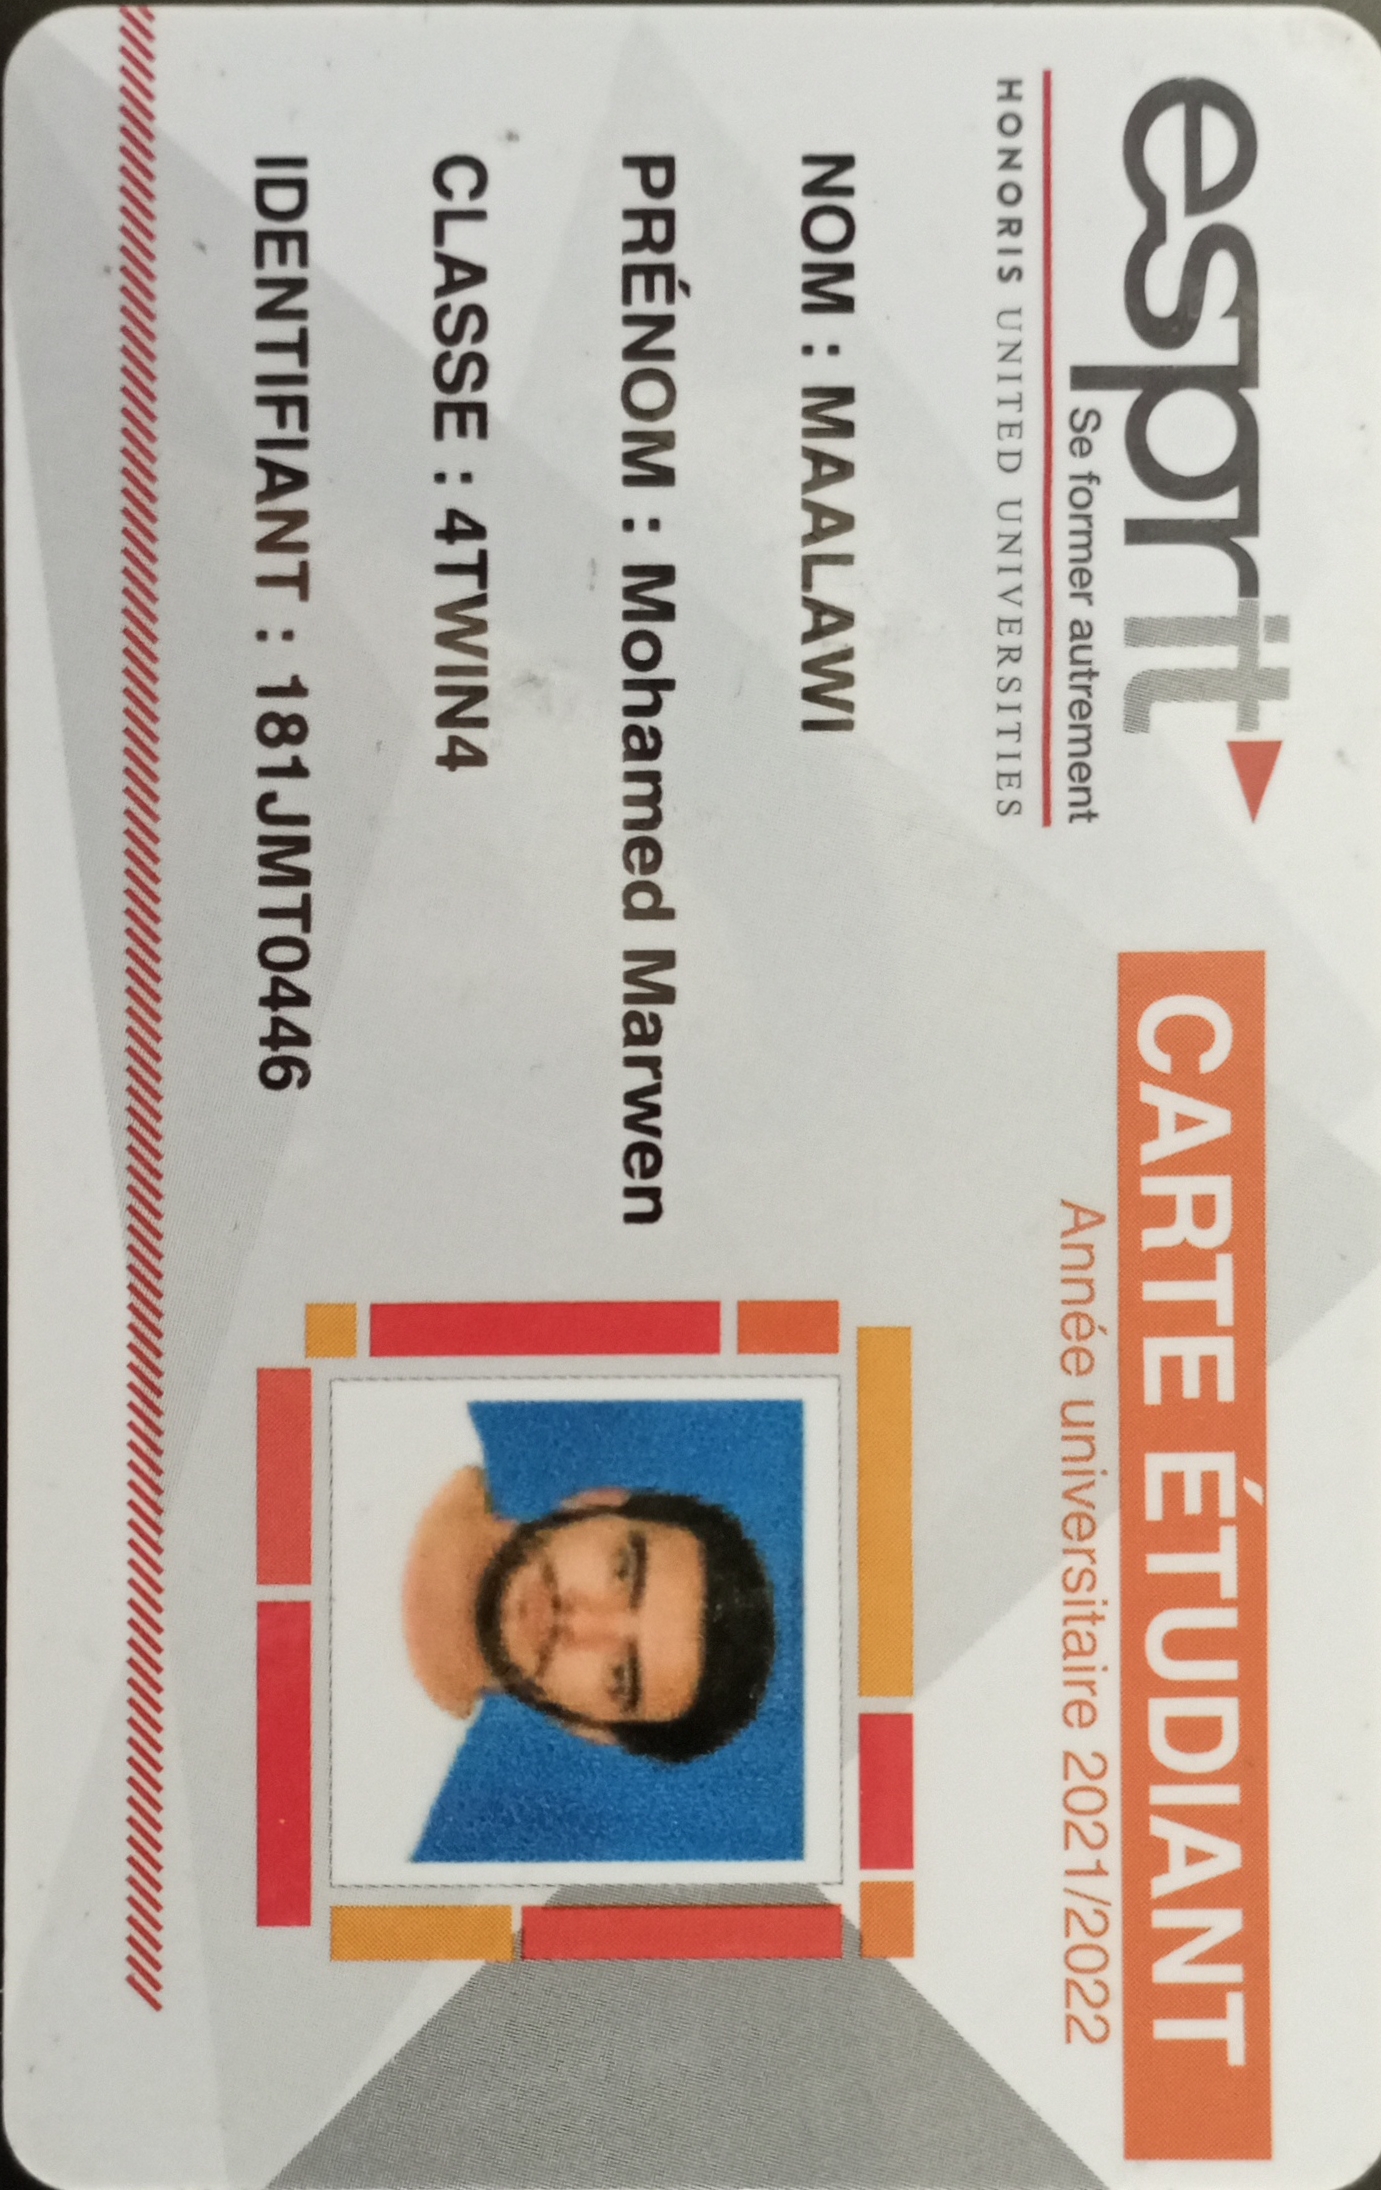 esprit
Se former autrement
HONORIS UNITED UNIVERSITIES
CARTE ÉTUDIANT
Année universitaire 2021/2022
NOM : MAALAWI
PRÉNOM : Mohamed Marwen
CLASSE : 4TWIN4
IDENTIFIANT : 181JMT0446